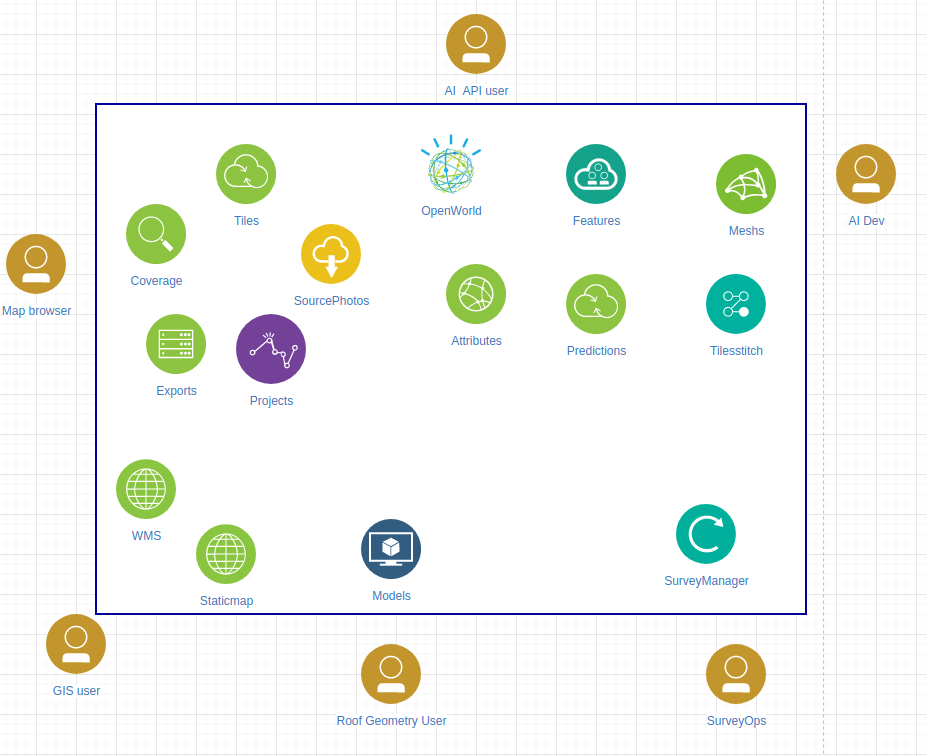 AI  API user
Tiles
OpenWorld
Features
Meshs
AI Dev
Coverage
SourcePhotos
Map browser
Attributes
Predictions
Tilesstitch
Exports
Projects
WMS
SurveyManager
Staticmap
Models
GIS user
Roof Geometry User
SurveyOps